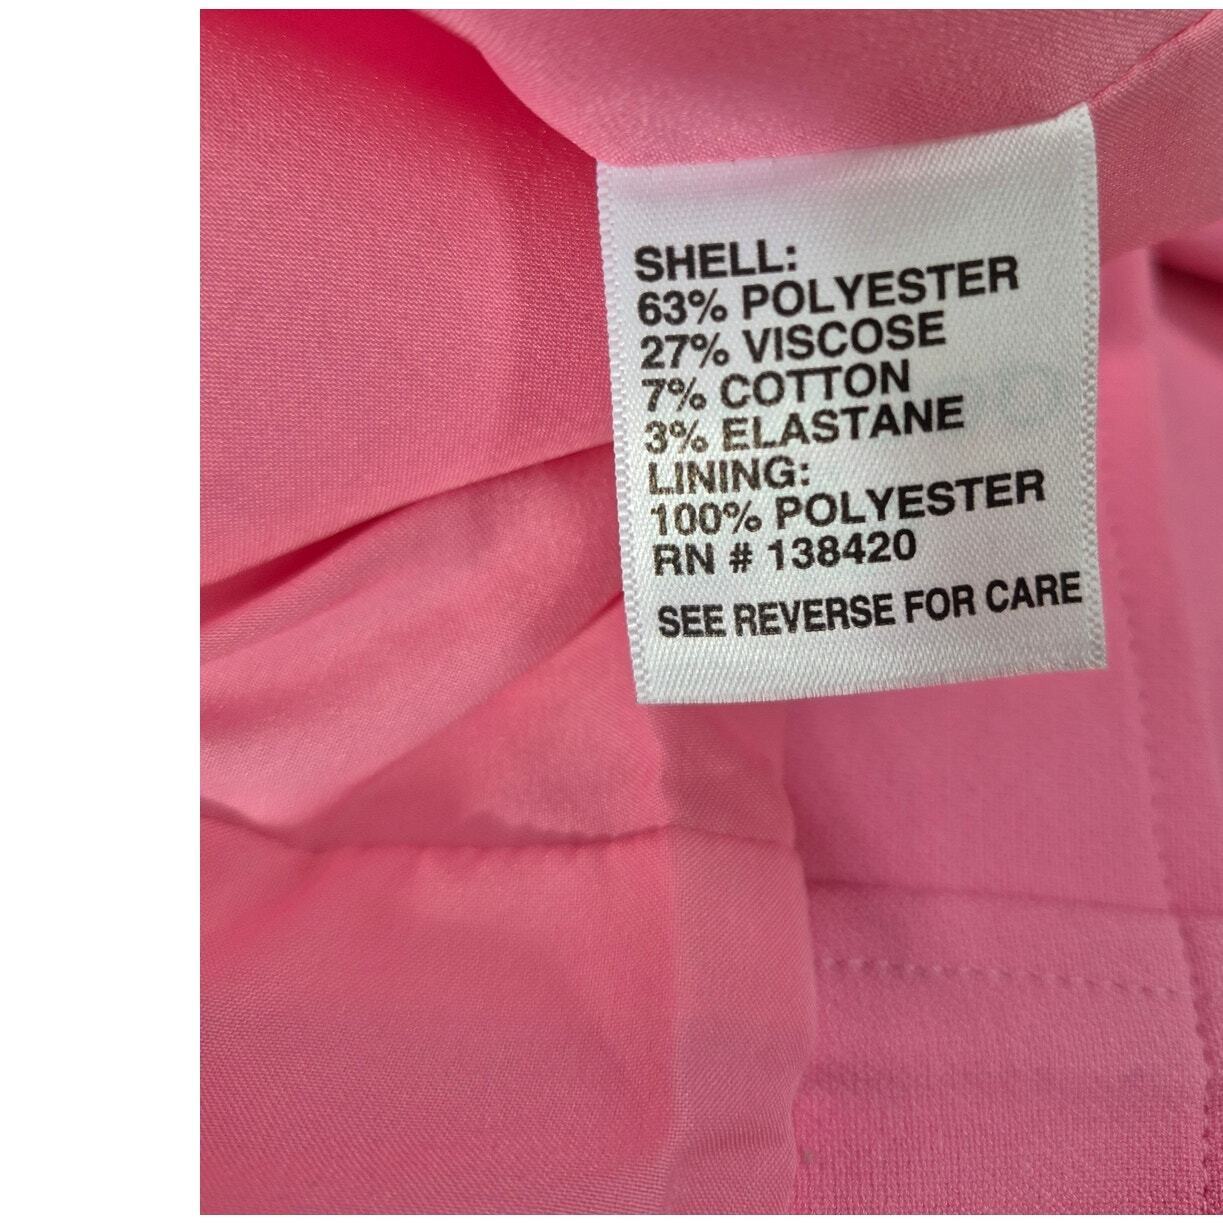 SHELL:
63% POLYESTER
27% VISCOSE
7% COTTON
3% ELASTANE
LINING:
100% POLYESTER
RN # 138420
SEE REVERSE FOR CARE